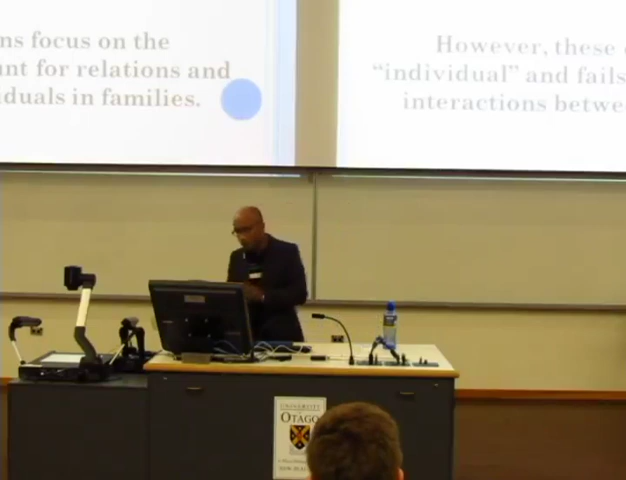 ns focus on the
nt for relations and
duals in families.
However, these
"individual" and fails
interactions betwe
UNIVERSITY
OTAGO